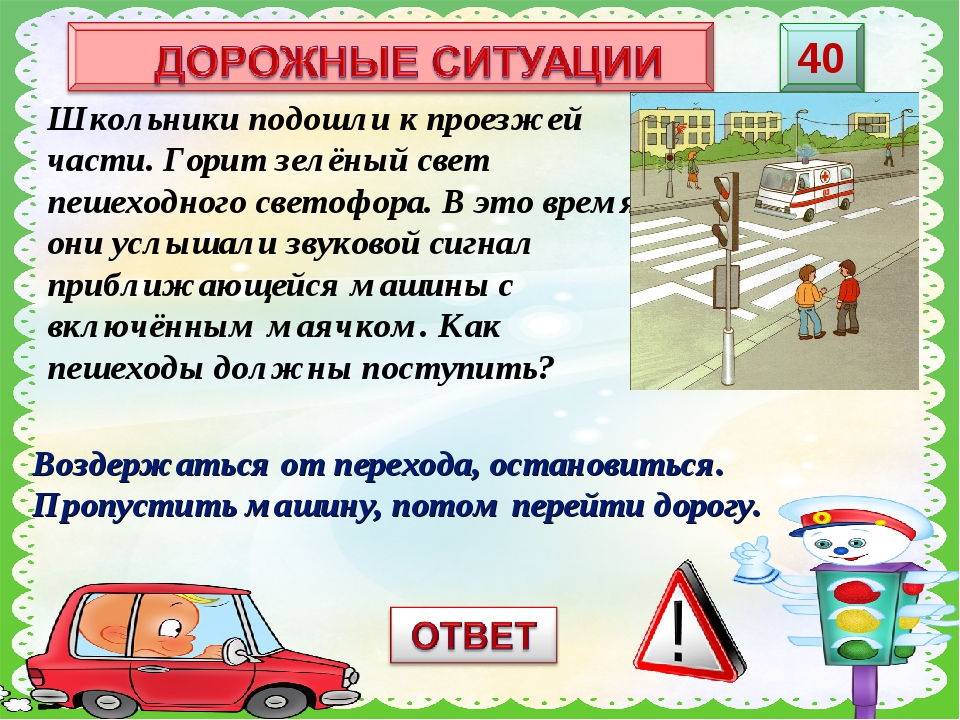 ДОРОЖНЫЕ СИТУАЦИИ
40
Школьники подошли к проезжей
части. Горит зелёный свет
пешеходного светофора. В это время
они услышали звуковой сигнал
приближающейся машины с
включённым маячком. Как
пешеходы должны поступить?
Воздержаться от перехода, остановиться.
Пропустить машину, потом перейти дорогу.
ОТВЕТ
!